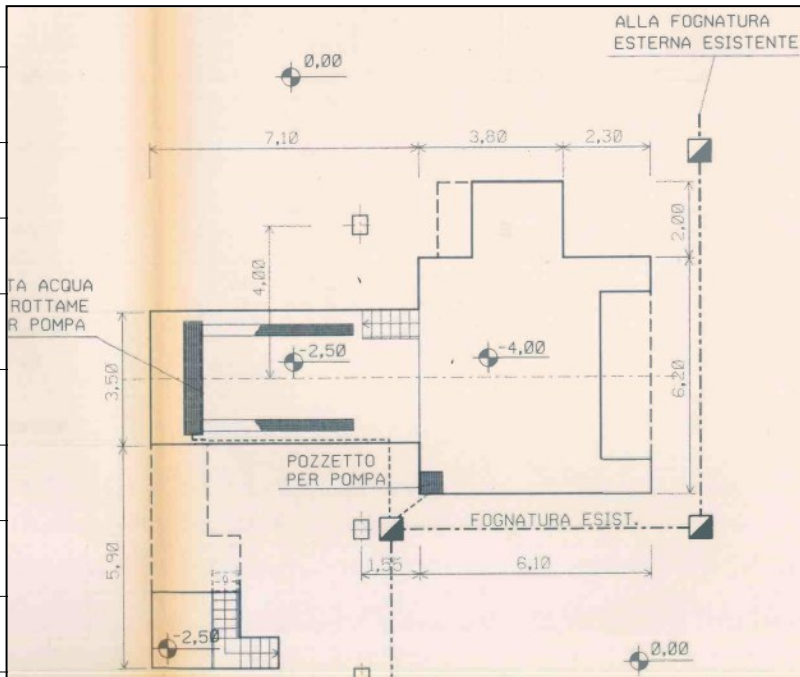 ALLA FOGNATURA
ESTERNA ESISTENTE
0,00
7,10
3,80
2,30
2,00
4,00
TA ACQUA
ROTTAME
R POMPA
-2,50
-4,00
3,50
6,20
POZZETTO
PER POMPA
FOGNATURA ESIST.
5,90
6,10
-2,50
0,00